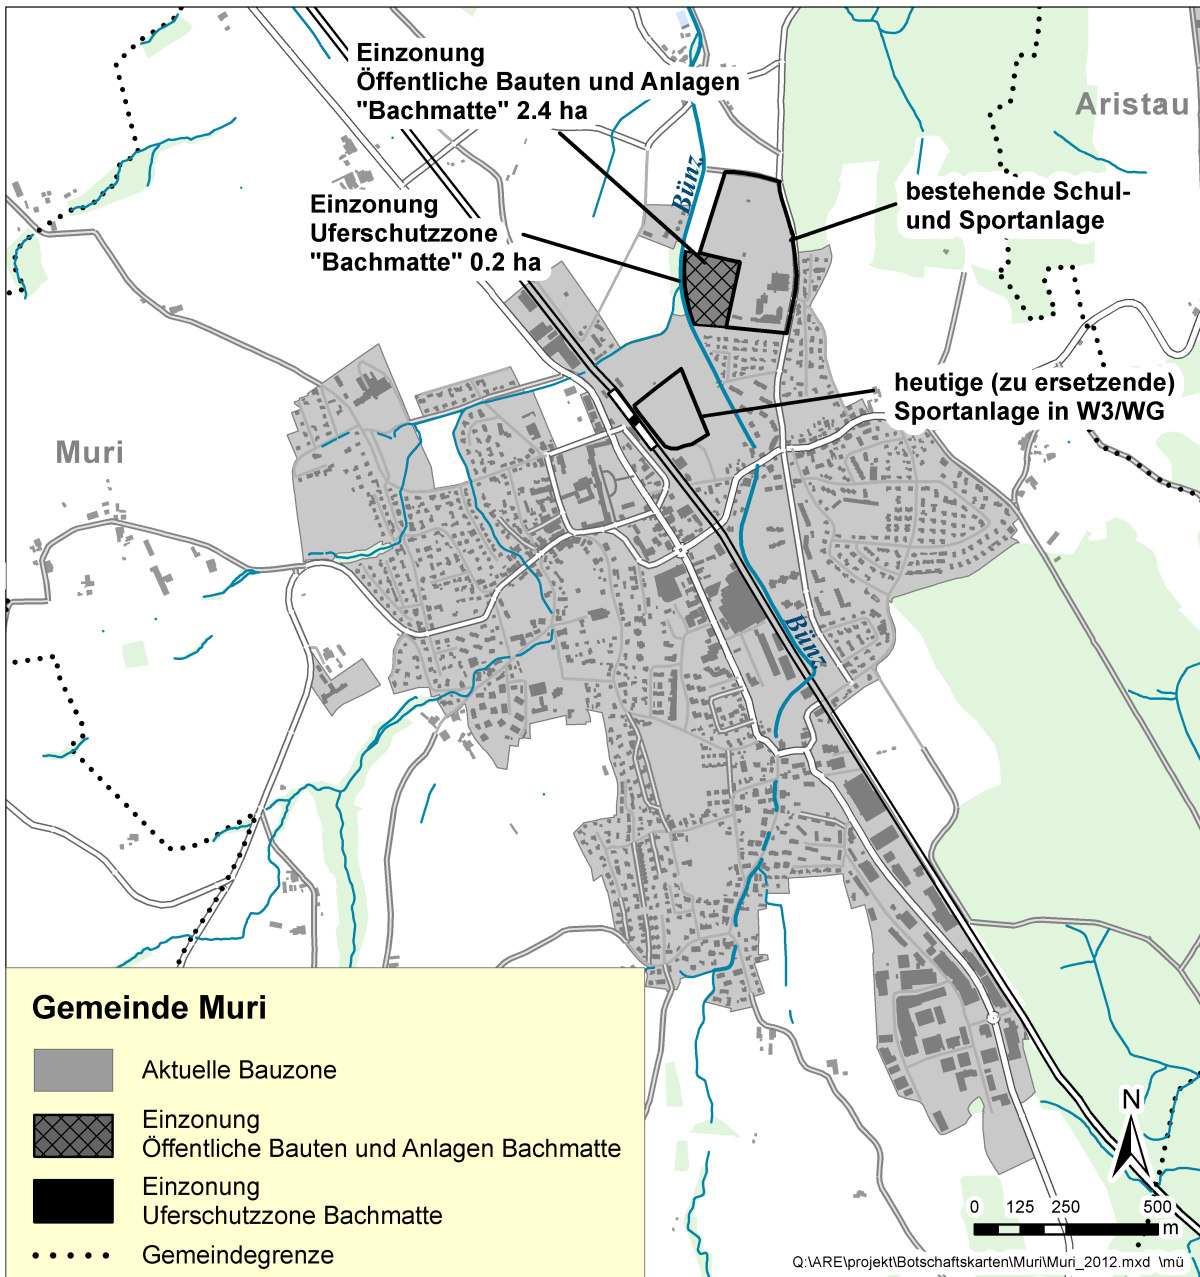 Einzonung
Öffentliche Bauten und Anlagen
"Bachmatte" 2.4 ha
Aristau
Bünz
bestehende Schul-
und Sportanlage
Einzonung
Uferschutzzone
"Bachmatte" 0.2 ha
heutige (zu ersetzende)
Sportanlage in W3/WG
Muri
Bünz
Gemeinde Muri
Aktuelle Bauzone
Einzonung
Öffentliche Bauten und Anlagen Bachmatte
Einzonung
Uferschutzzone Bachmatte
Gemeindegrenze
N
0 125 250 500
m
Q:\ARE\projekt\Botschaftskarten\Muri\Muri_2012.mxd \mü